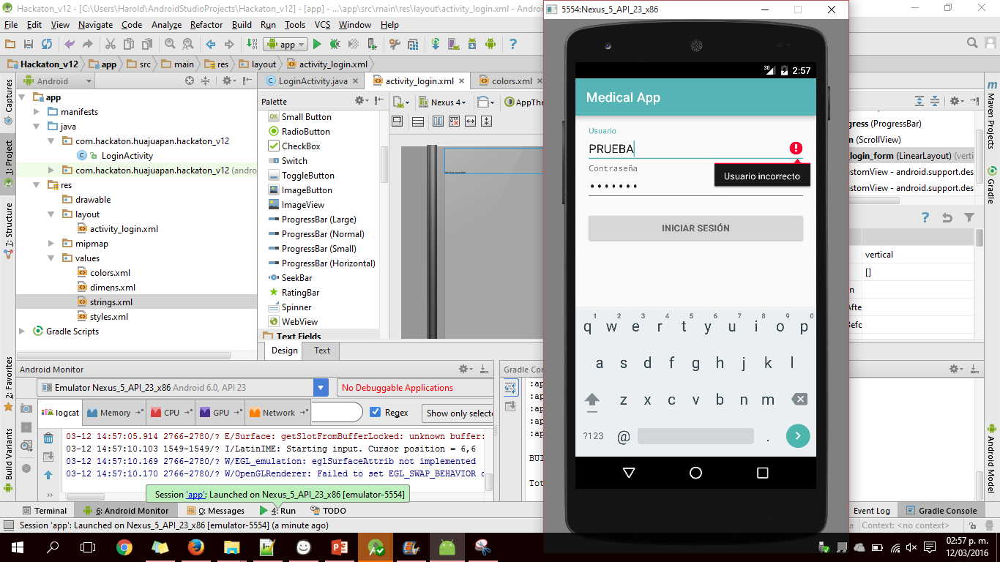 Hackaton_v12 - [C:\Users\Harold\AndroidStudioProjects\Hackaton_v12] - [app] - ...\app\src\main\res\layout\activity_login.xml - Android
File Edit View Navigate Code Analyze Refactor Build Run Tools VCS Window Help
app
Hackaton_v12 app src main res layout activity_login.xml
Android
LoginActivity.java activity_login.xml colors.xml
Captures
1: Project
7: Structure
2: Favorites
Build Variants
app
manifests
java
com.hackaton.huajuapan.hackaton_v12
LoginActivity
com.hackaton.huajuapan.hackaton_v12 (andro
res
drawable
layout
activity_login.xml
mipmap
values
colors.xml
dimens.xml
strings.xml
styles.xml
Gradle Scripts
Palette
Small Button
RadioButton
CheckBox
Switch
ToggleButton
ImageButton
ImageView
ProgressBar (Large)
ProgressBar (Normal)
ProgressBar (Small)
ProgressBar (Horizontal)
SeekBar
RatingBar
Spinner
WebView
Text Fields
Nexus 4 AppThe
Design Text
5554:Nexus_5_API_23_x86
3G 2:57
Medical App
Usuario
PRUEBA
Usuario incorrecto
Contraseña
•••••••
INICIAR SESIÓN
1 2 3 4 5 6 7 8 9 0
q w e r t y u i o p
a s d f g h j k l
z x c v b n m
?123 @ .
gress (ProgressBar)
n (ScrollView)
_login_form (LinearLayout) (verti
ustomView - android.support.des
ustomView - android.support.des
vertical
[]
n
Afte
Befc
Maven Projects
Gradle
Android Model
Android Monitor
Emulator Nexus_5_API_23_x86 Android 6.0, API 23
No Debuggable Applications
logcat Memory CPU GPU Network Regex Show only selecte
03-12 14:57:05.914 2766-2780/? E/Surface: getSlotFromBufferLocked: unknown buffer:
03-12 14:57:10.103 1549-1549/? I/LatinIME: Starting input. Cursor position = 6,6
03-12 14:57:10.169 2766-2780/? W/EGL_emulation: eglSurfaceAttrib not implemented
03-12 14:57:10.170 2766-2780/? W/OpenGLRenderer: Failed to set EGL_SWAP_BEHAVIOR
Session 'app': Launched on Nexus_5_API_23_x86 [emulator-5554]
Gradle Con
:ap
:ap
:ap
:ap
:ap
BUI
Tot
Terminal 6: Android Monitor 0: Messages 4: Run TODO
Event Log Gradle Console
Session 'app': Launched on Nexus_5_API_23_x86 [emulator-5554] (a minute ago)
a Context: <no context>
02:57 p. m.
12/03/2016